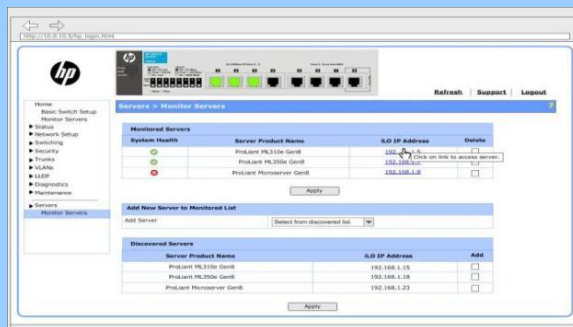 http://10.0.10.5/hp_login.html
hp
Refresh | Support | Logout
Servers > Monitor Servers ?
Home
Basic Switch Setup
Monitor Servers
Status
Network Setup
Switching
Security
Trunks
VLANs
LLDP
Diagnostics
Maintenance
Servers
Monitor Servers
Monitored Servers
System Health Server Product Name iLO IP Address Delete
ProLiant ML310e Gen8
Click on link to access server.
ProLiant ML350e Gen8
ProLiant Microserver Gen8 192.168.1.8
Apply
Add New Server to Monitored List
Add Server Select from discovered list
Discovered Servers
Server Product Name iLO IP Address Add
ProLiant ML310e Gen8 192.168.1.15
ProLiant ML350e Gen8 192.168.1.18
ProLiant Microserver Gen8 192.168.1.23
Apply